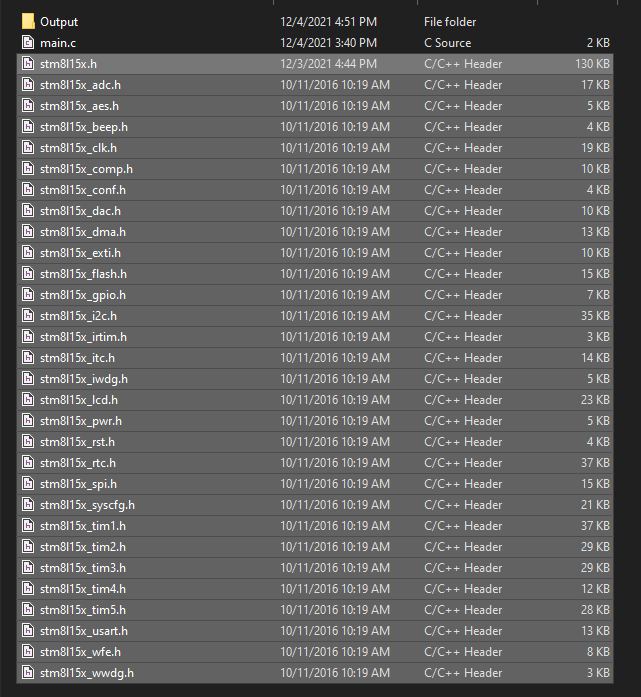 Output 12/4/2021 4:51 PM File folder
main.c 12/4/2021 3:40 PM C Source 2 KB
stm8l15x.h 12/3/2021 4:44 PM C/C++ Header 130 KB
stm8l15x_adc.h 10/11/2016 10:19 AM C/C++ Header 17 KB
stm8l15x_aes.h 10/11/2016 10:19 AM C/C++ Header 5 KB
stm8l15x_beep.h 10/11/2016 10:19 AM C/C++ Header 4 KB
stm8l15x_clk.h 10/11/2016 10:19 AM C/C++ Header 19 KB
stm8l15x_comp.h 10/11/2016 10:19 AM C/C++ Header 10 KB
stm8l15x_conf.h 10/11/2016 10:19 AM C/C++ Header 4 KB
stm8l15x_dac.h 10/11/2016 10:19 AM C/C++ Header 10 KB
stm8l15x_dma.h 10/11/2016 10:19 AM C/C++ Header 13 KB
stm8l15x_exti.h 10/11/2016 10:19 AM C/C++ Header 10 KB
stm8l15x_flash.h 10/11/2016 10:19 AM C/C++ Header 15 KB
stm8l15x_gpio.h 10/11/2016 10:19 AM C/C++ Header 7 KB
stm8l15x_i2c.h 10/11/2016 10:19 AM C/C++ Header 35 KB
stm8l15x_irtim.h 10/11/2016 10:19 AM C/C++ Header 3 KB
stm8l15x_itc.h 10/11/2016 10:19 AM C/C++ Header 14 KB
stm8l15x_iwdg.h 10/11/2016 10:19 AM C/C++ Header 5 KB
stm8l15x_lcd.h 10/11/2016 10:19 AM C/C++ Header 23 KB
stm8l15x_pwr.h 10/11/2016 10:19 AM C/C++ Header 5 KB
stm8l15x_rst.h 10/11/2016 10:19 AM C/C++ Header 4 KB
stm8l15x_rtc.h 10/11/2016 10:19 AM C/C++ Header 37 KB
stm8l15x_spi.h 10/11/2016 10:19 AM C/C++ Header 15 KB
stm8l15x_syscfg.h 10/11/2016 10:19 AM C/C++ Header 21 KB
stm8l15x_tim1.h 10/11/2016 10:19 AM C/C++ Header 37 KB
stm8l15x_tim2.h 10/11/2016 10:19 AM C/C++ Header 29 KB
stm8l15x_tim3.h 10/11/2016 10:19 AM C/C++ Header 29 KB
stm8l15x_tim4.h 10/11/2016 10:19 AM C/C++ Header 12 KB
stm8l15x_tim5.h 10/11/2016 10:19 AM C/C++ Header 28 KB
stm8l15x_usart.h 10/11/2016 10:19 AM C/C++ Header 13 KB
stm8l15x_wfe.h 10/11/2016 10:19 AM C/C++ Header 8 KB
stm8l15x_wwdg.h 10/11/2016 10:19 AM C/C++ Header 3 KB